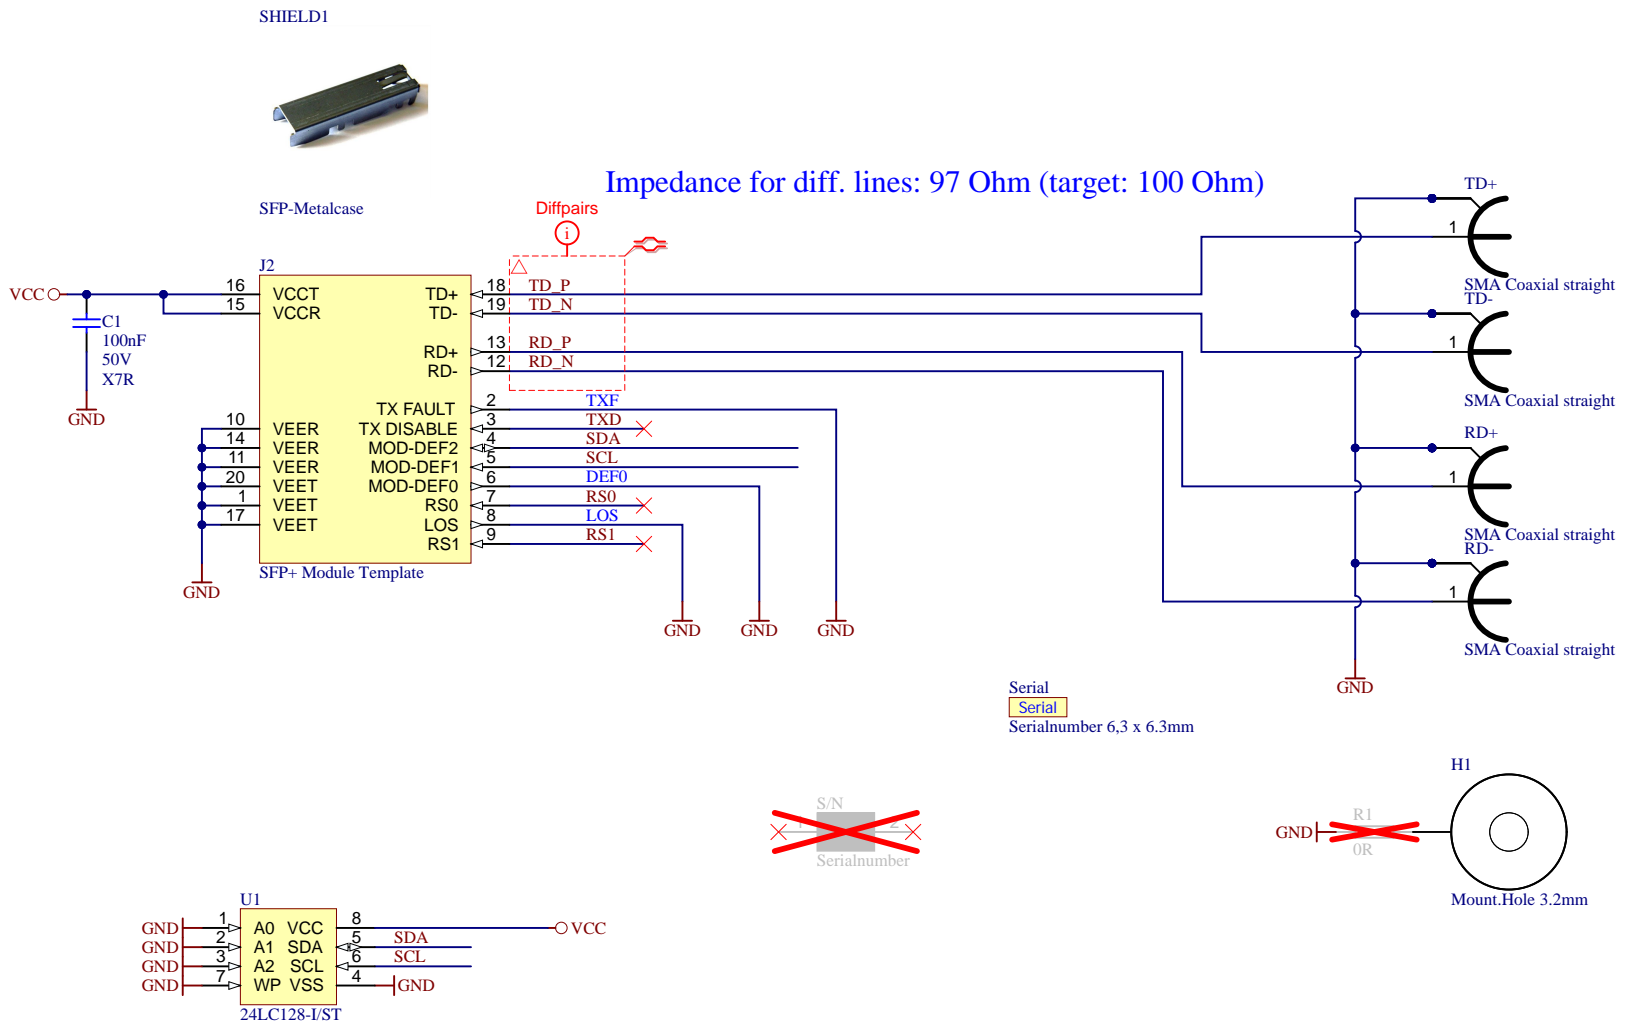 SHIELD1
SFP-Metalcase
Impedance for diff. lines: 97 Ohm (target: 100 Ohm)
Diffpairs
i
J2
VCC
16 VCCT
15 VCCR
C1
100nF
50V
X7R
GND
10 VEER
14 VEER
11 VEER
20 VEET
1 VEET
17 VEET
GND
TD+ 18 TD_P
TD- 19 TD_N
RD+ 13 RD_P
RD- 12 RD_N
TX FAULT 2 TXF
TX DISABLE 3 TXD
MOD-DEF2 4 SDA
MOD-DEF1 5 SCL
MOD-DEF0 6 DEF0
RS0 7 RS0
LOS 8 LOS
RS1 9 RS1
SFP+ Module Template
GND GND GND
TD+
1
SMA Coaxial straight
TD-
1
SMA Coaxial straight
RD+
1
SMA Coaxial straight
RD-
1
SMA Coaxial straight
GND
Serial
Serial
Serialnumber 6,3 x 6.3mm
S/N
1 2
Serialnumber
H1
GND
R1
0R
Mount.Hole 3.2mm
U1
GND 1 A0 VCC 8 VCC
GND 2 A1 SDA 5 SDA
GND 3 A2 SCL 6 SCL
GND 7 WP VSS 4 GND
24LC128-I/ST